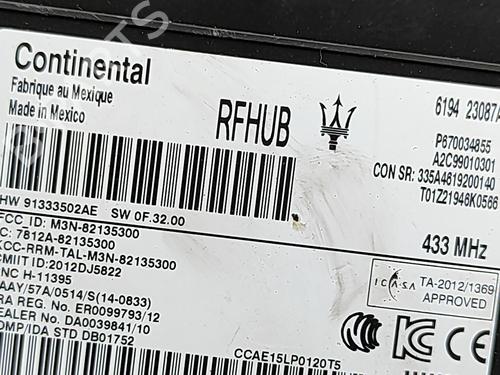 Continental
Fabrique au Mexique
Made in Mexico
RFHUB
6194 23087A
P670034855
A2C99010301
CON SR: 335A4619200140
T01Z21946K0566
HW 91333502AE SW 0F.32.00
FCC ID: M3N-82135300
IC: 7812A-82135300
KCC-RRM-TAL-M3N-82135300
CMIIT ID:2012DJ5822
NC H-11395
AAY/57A/0514/S(14-0833)
RA REG. No. ER0099793/12
EALER No. DA0039841/10
OMP/IDA STD DB01752
433 MHz
ICASA
TA-2012/1369
APPROVED
CCAE15LP0120T5